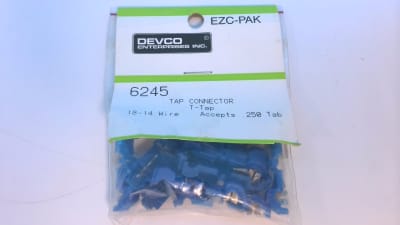 EZC-PAK
DEVCO
ENTERPRISES INC.
6245
TAP CONNECTOR
T-Tap
18-14 Wire Accepts .250 Tab